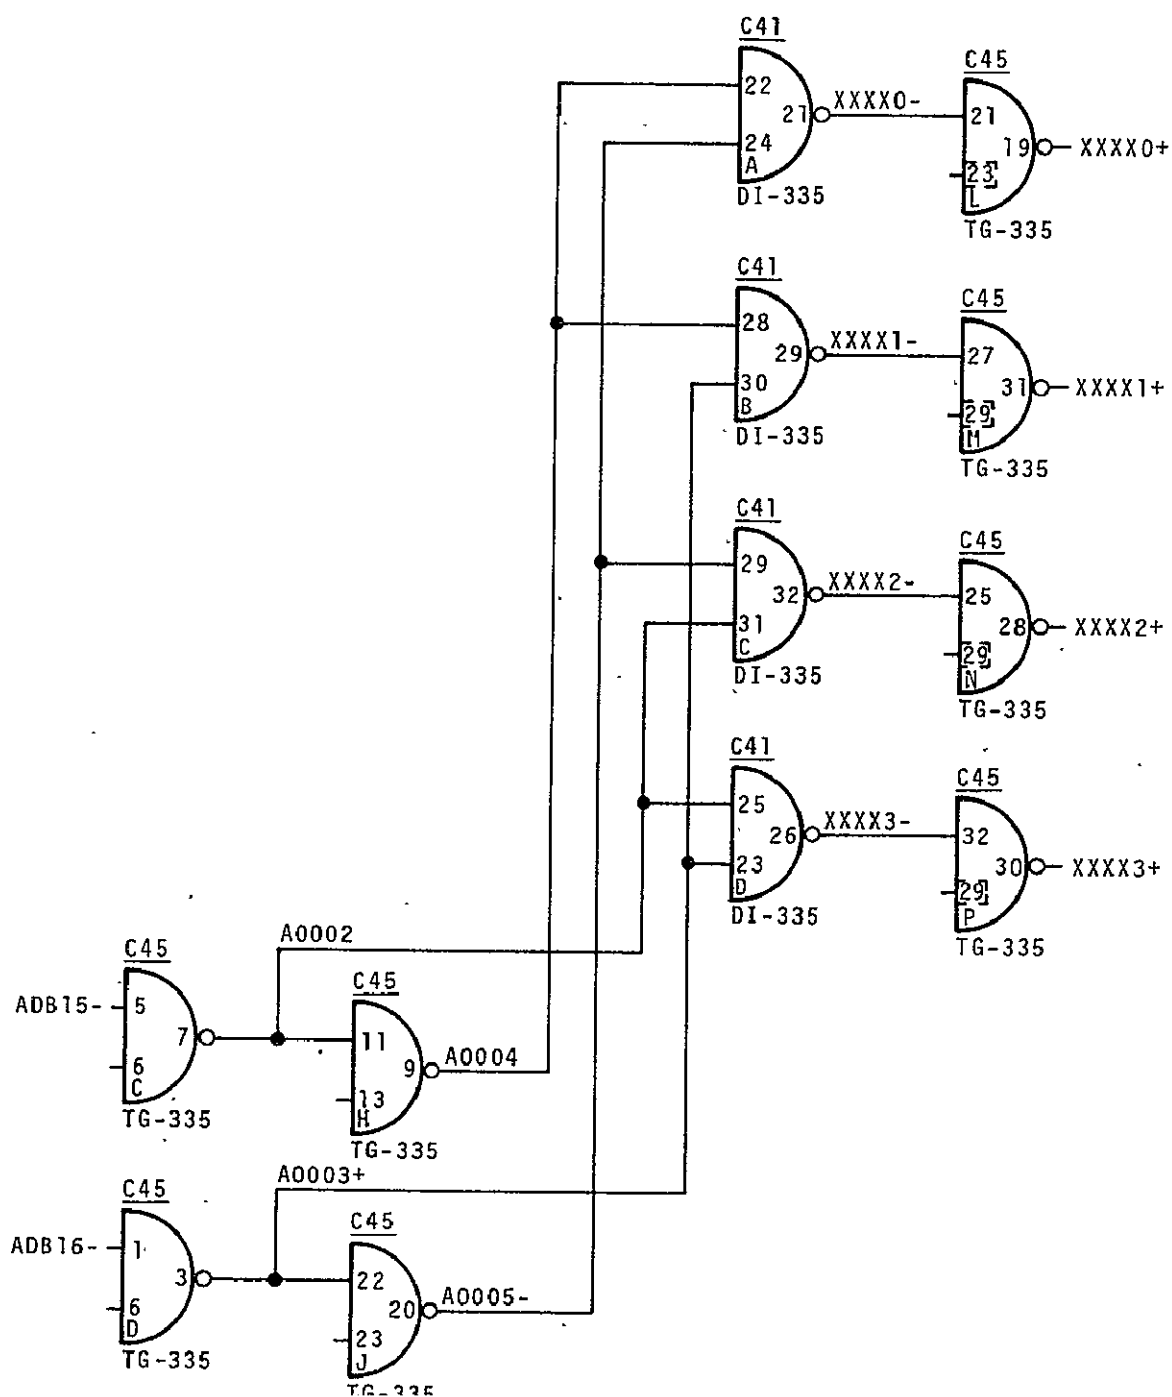 C41
22
24
A
21
DI-335
XXXX0-
C45
21
23
L
19
TG-335
XXXX0+
C41
28
30
B
29
DI-335
XXXX1-
C45
27
29
M
31
TG-335
XXXX1+
C41
29
31
C
32
DI-335
XXXX2-
C45
25
29
N
28
TG-335
XXXX2+
C41
25
23
D
26
DI-335
XXXX3-
C45
32
29
P
30
TG-335
XXXX3+
A0002
C45
ADB15-
5
6
C
7
TG-335
C45
11
13
H
9
TG-335
A0004
A0003+
C45
ADB16-
1
6
D
3
TG-335
C45
22
23
J
20
TG-335
A0005-